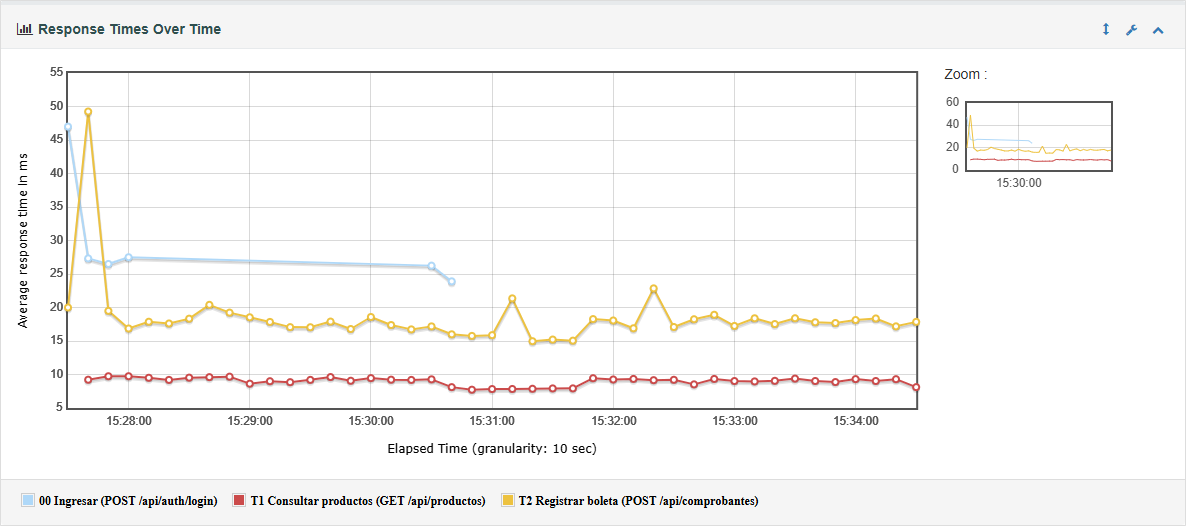 Response Times Over Time
Zoom :
55
50
45
40
35
30
25
20
15
10
5
Average response time in ms
15:28:00 15:29:00 15:30:00 15:31:00 15:32:00 15:33:00 15:34:00
Elapsed Time (granularity: 10 sec)
60
40
20
0
15:30:00
00 Ingresar (POST /api/auth/login) T1 Consultar productos (GET /api/productos) T2 Registrar boleta (POST /api/comprobantes)